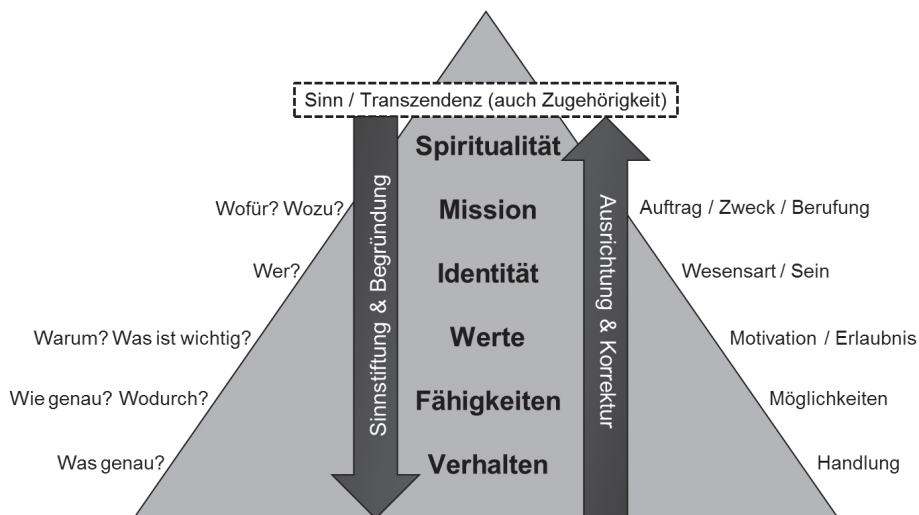 Sinn / Transzendenz (auch Zugehörigkeit)
Spiritualität
Wofür? Wozu?
Mission
Auftrag / Zweck / Berufung
Wer?
Identität
Wesensart / Sein
Warum? Was ist wichtig?
Werte
Motivation / Erlaubnis
Wie genau? Wodurch?
Fähigkeiten
Möglichkeiten
Was genau?
Verhalten
Handlung
Sinnstiftung & Begründung
Ausrichtung & Korrektur